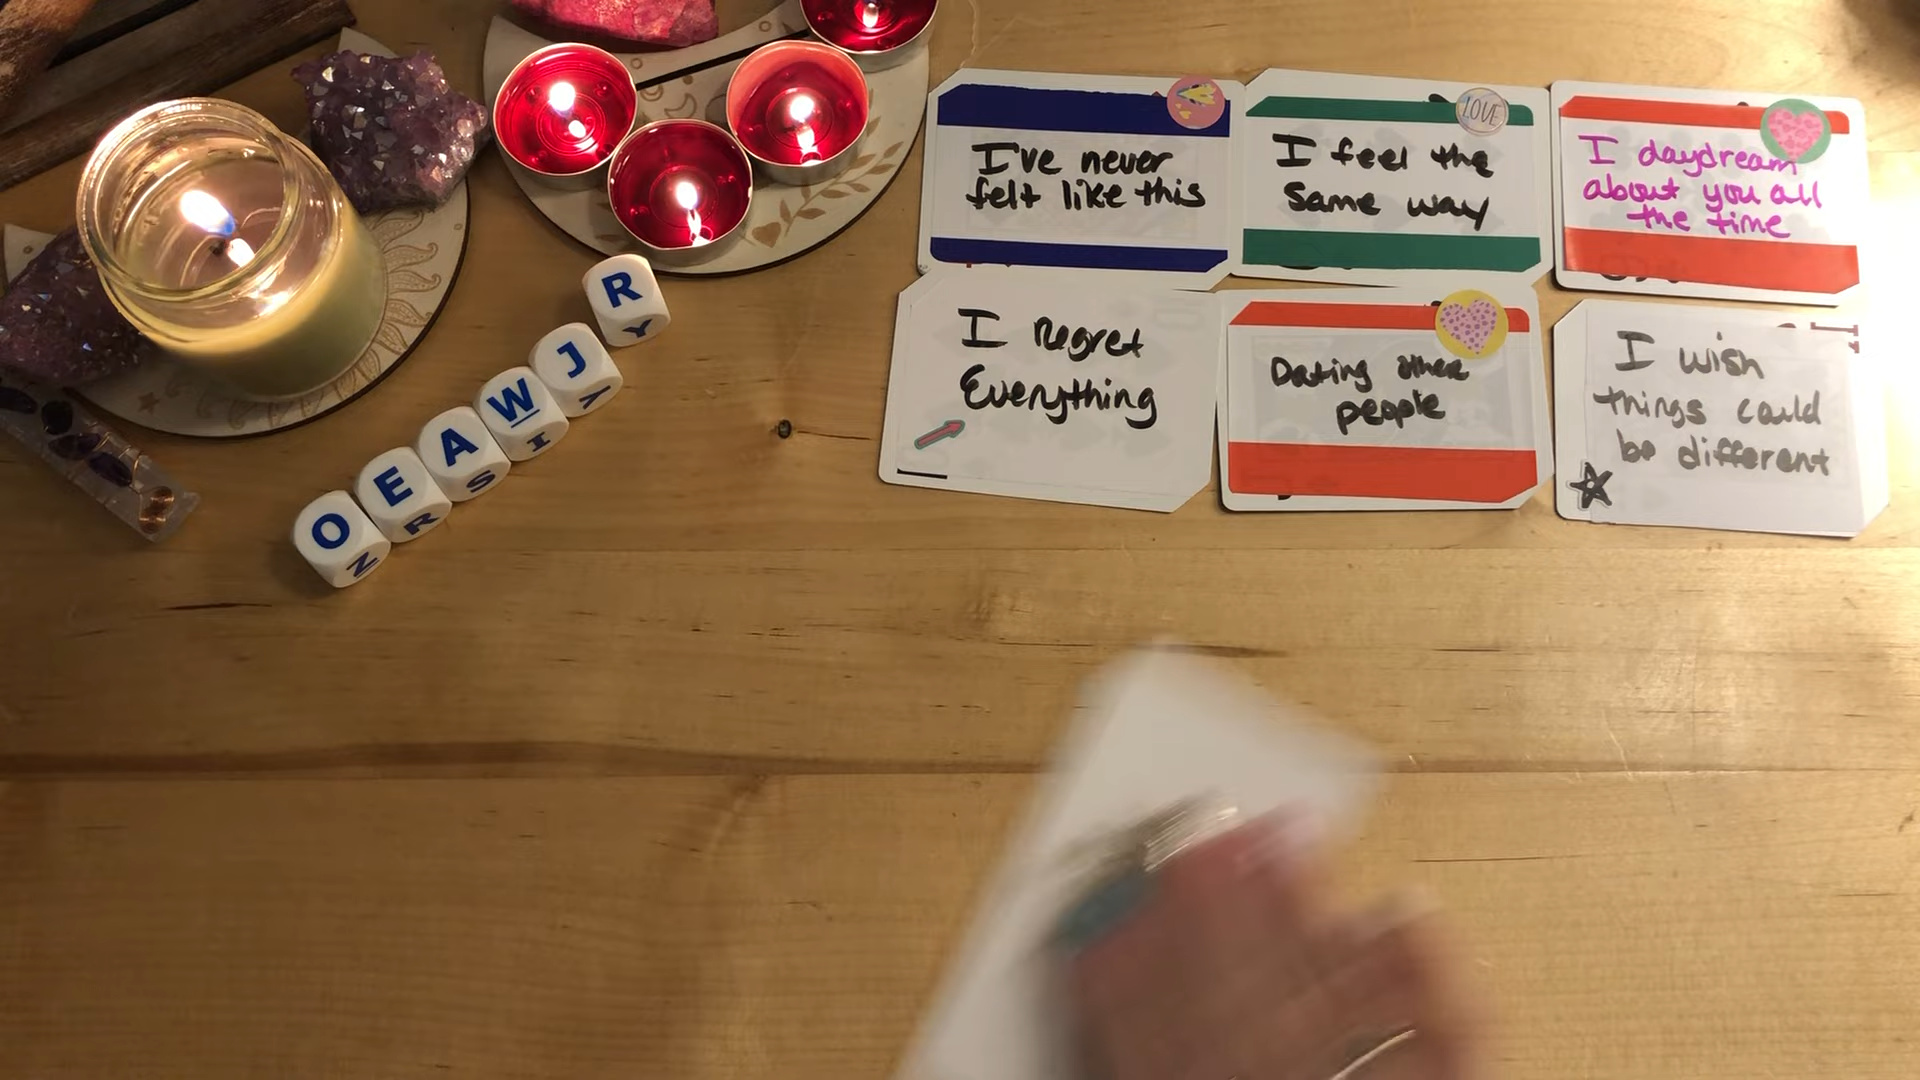 I've never
felt like this
I feel the
Same way
LOVE
I daydream
about you all
the time
I Regret
Everything
Dating other
people
I wish
things could
be different
R
Y
J
W
I
A
S
E
R
O
Z